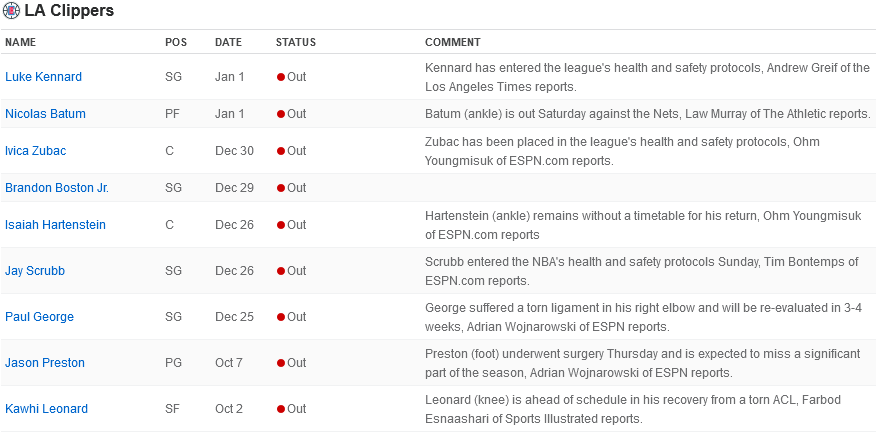 LA Clippers
NAME POS DATE STATUS COMMENT
Luke Kennard SG Jan 1 Out Kennard has entered the league's health and safety protocols, Andrew Greif of the
Los Angeles Times reports.
Nicolas Batum PF Jan 1 Out Batum (ankle) is out Saturday against the Nets, Law Murray of The Athletic reports.
Ivica Zubac C Dec 30 Out Zubac has been placed in the league's health and safety protocols, Ohm
Youngmisuk of ESPN.com reports.
Brandon Boston Jr. SG Dec 29 Out
Isaiah Hartenstein C Dec 26 Out Hartenstein (ankle) remains without a timetable for his return, Ohm Youngmisuk
of ESPN.com reports
Jay Scrubb SG Dec 26 Out Scrubb entered the NBA's health and safety protocols Sunday, Tim Bontemps of
ESPN.com reports.
Paul George SG Dec 25 Out George suffered a torn ligament in his right elbow and will be re-evaluated in 3-4
weeks, Adrian Wojnarowski of ESPN reports.
Jason Preston PG Oct 7 Out Preston (foot) underwent surgery Thursday and is expected to miss a significant
part of the season, Adrian Wojnarowski of ESPN reports.
Kawhi Leonard SF Oct 2 Out Leonard (knee) is ahead of schedule in his recovery from a torn ACL, Farbod
Esnaashari of Sports Illustrated reports.